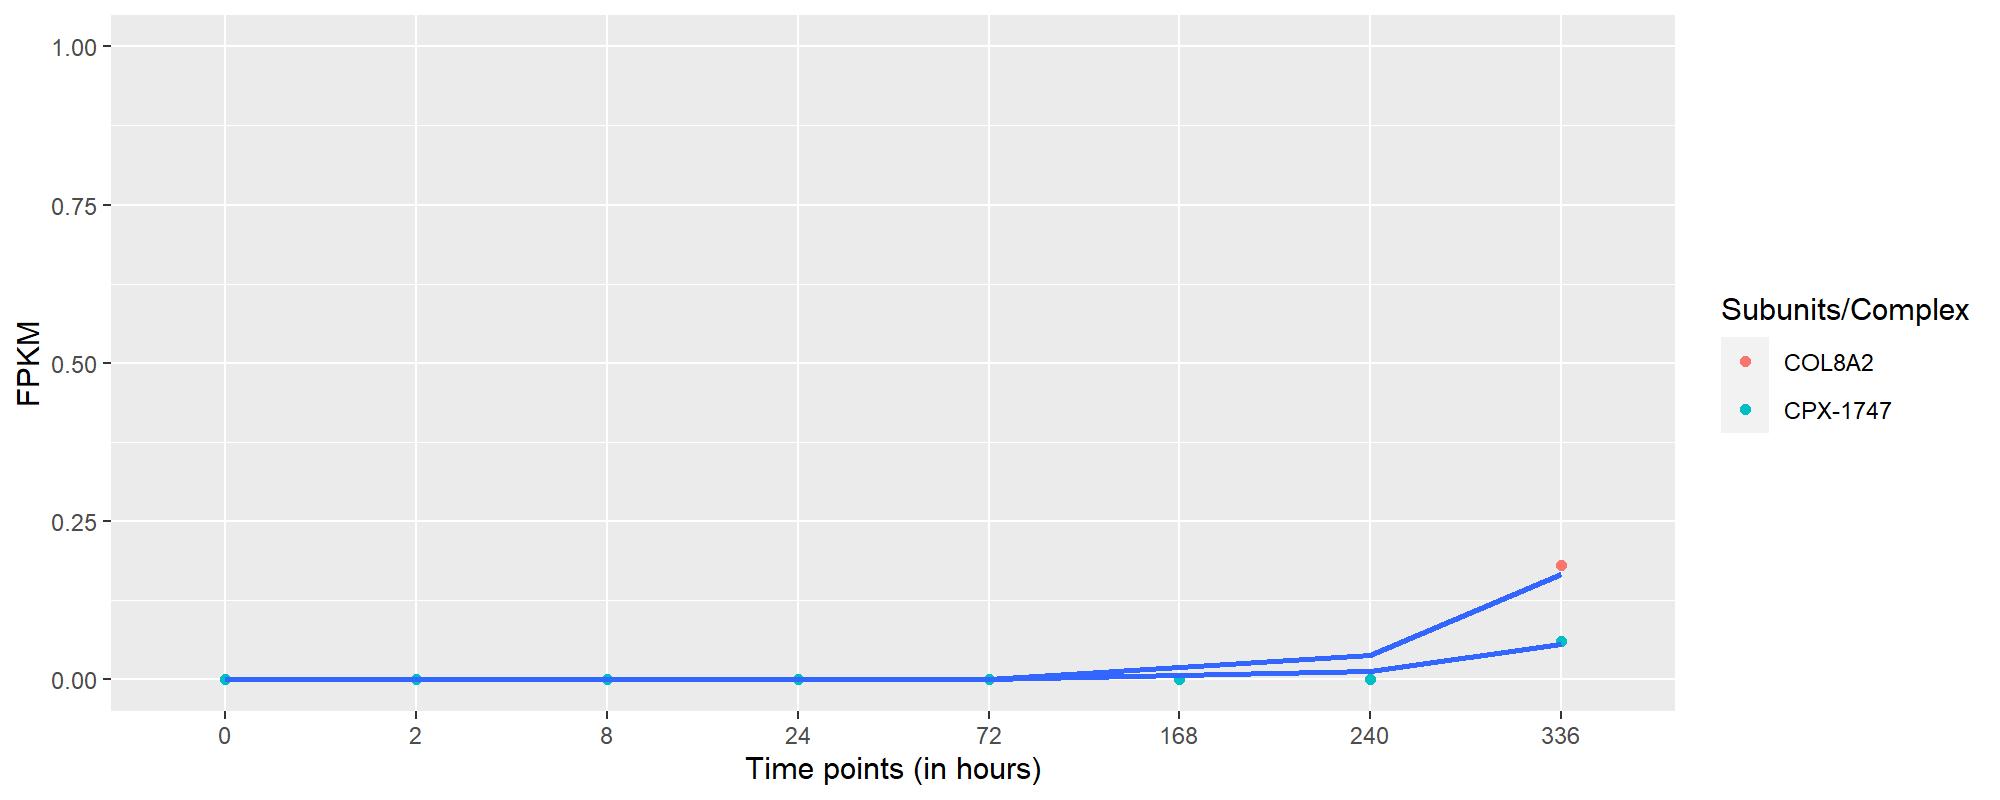 1.00
0.75
0.50
0.25
0.00
FPKM
0 2 8 24 72 168 240 336
Time points (in hours)
Subunits/Complex
COL8A2
CPX-1747